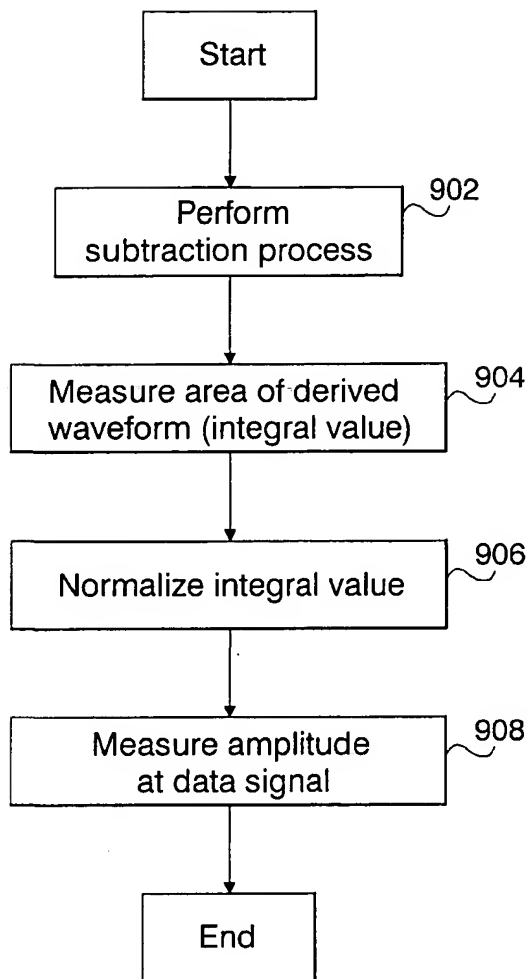 Start
902
Perform
subtraction process
904
Measure area of derived
waveform (integral value)
906
Normalize integral value
908
Measure amplitude
at data signal
End